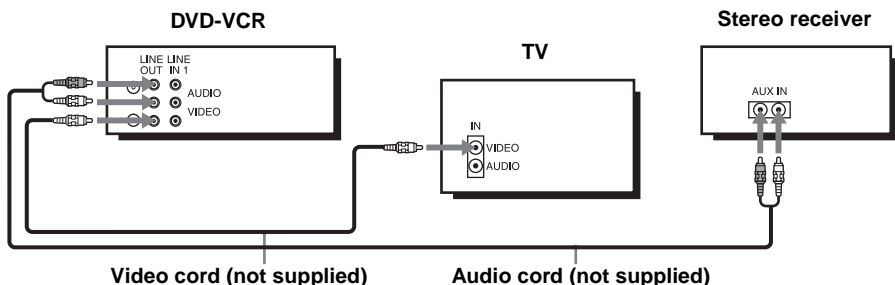 DVD-VCR
TV
Stereo receiver
LINE OUT
LINE IN 1
AUDIO
VIDEO
IN
VIDEO
AUDIO
AUX IN
Video cord (not supplied)
Audio cord (not supplied)